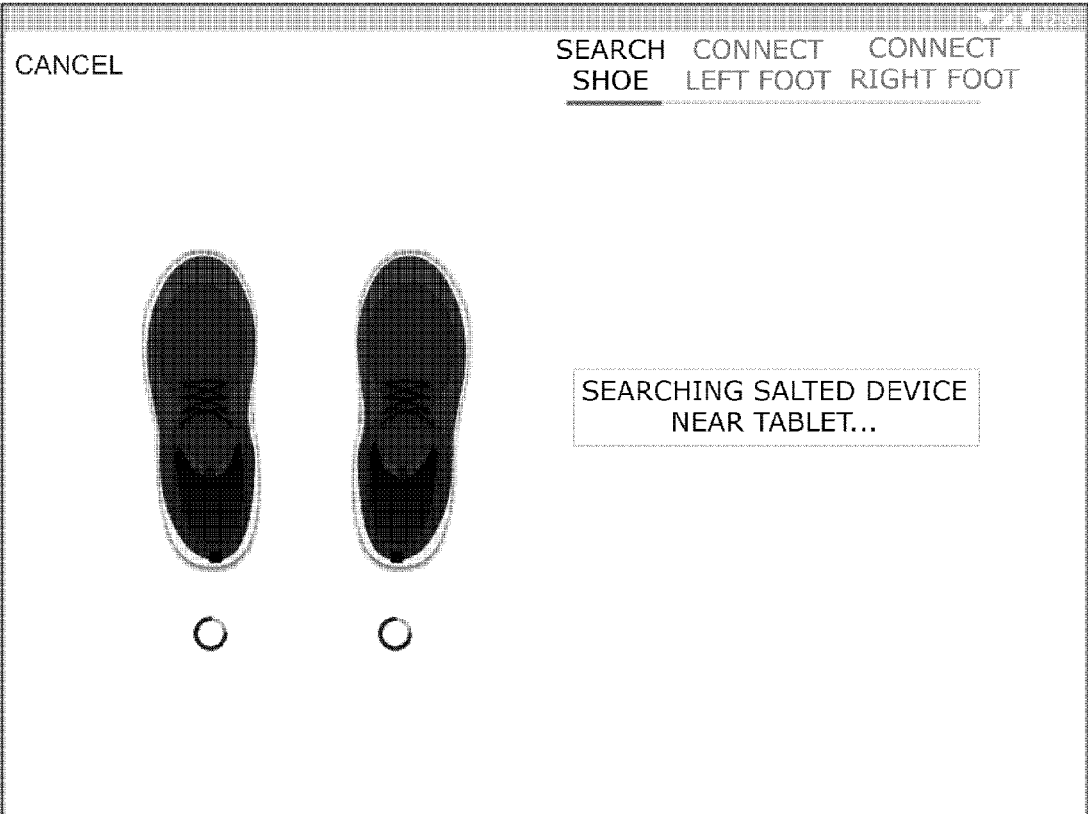 CANCEL
SEARCH
SHOE
CONNECT
LEFT FOOT
CONNECT
RIGHT FOOT
SEARCHING SALTED DEVICE
NEAR TABLET...